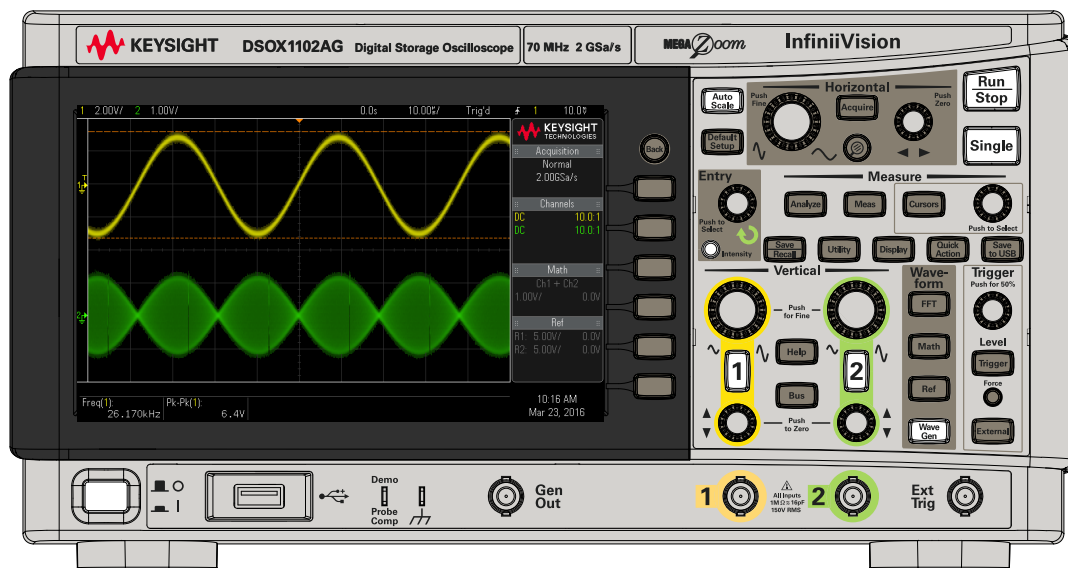 KEYSIGHT DSOX1102AG Digital Storage Oscilloscope 70 MHz 2 GSa/s MEGA Zoom InfiniiVision
1 2.00V/ 2 1.00V/ 0.0s Trig'd 1
KEYSIGHT
TECHNOLOGIES
Acquisition
Normal
2.00GSa/s
Channels
DC 10.0:1
DC 10.0:1
Math
Ch1 + Ch2
1.00V/ 0.0V
Ref
R1: 5.00V/ 0.0V
R2: 5.00V/ 0.0V
T
1
2
Freq(1):
26.170kHz
Pk-Pk(1):
6.4V
10:16 AM
Mar 23, 2016
Back
Auto
Scale
Default
Setup
Horizontal
Push
Fine
Acquire
Push
Zero
Run
Stop
Single
Entry
Push to
Select
Intensity
Measure
Analyze
Meas
Cursors
Push to Select
Save
Recall
Utility
Display
Quick
Action
Save
to USB
Vertical
Push
for Fine
1
Help
2
Bus
Push
to Zero
Wave-
form
FFT
Math
Ref
Wave
Gen
Trigger
Push for 50%
Level
Trigger
Force
External
Demo
Probe
Comp
Gen
Out
1
All Inputs
1MΩ≅16pF
150V RMS
2
Ext
Trig